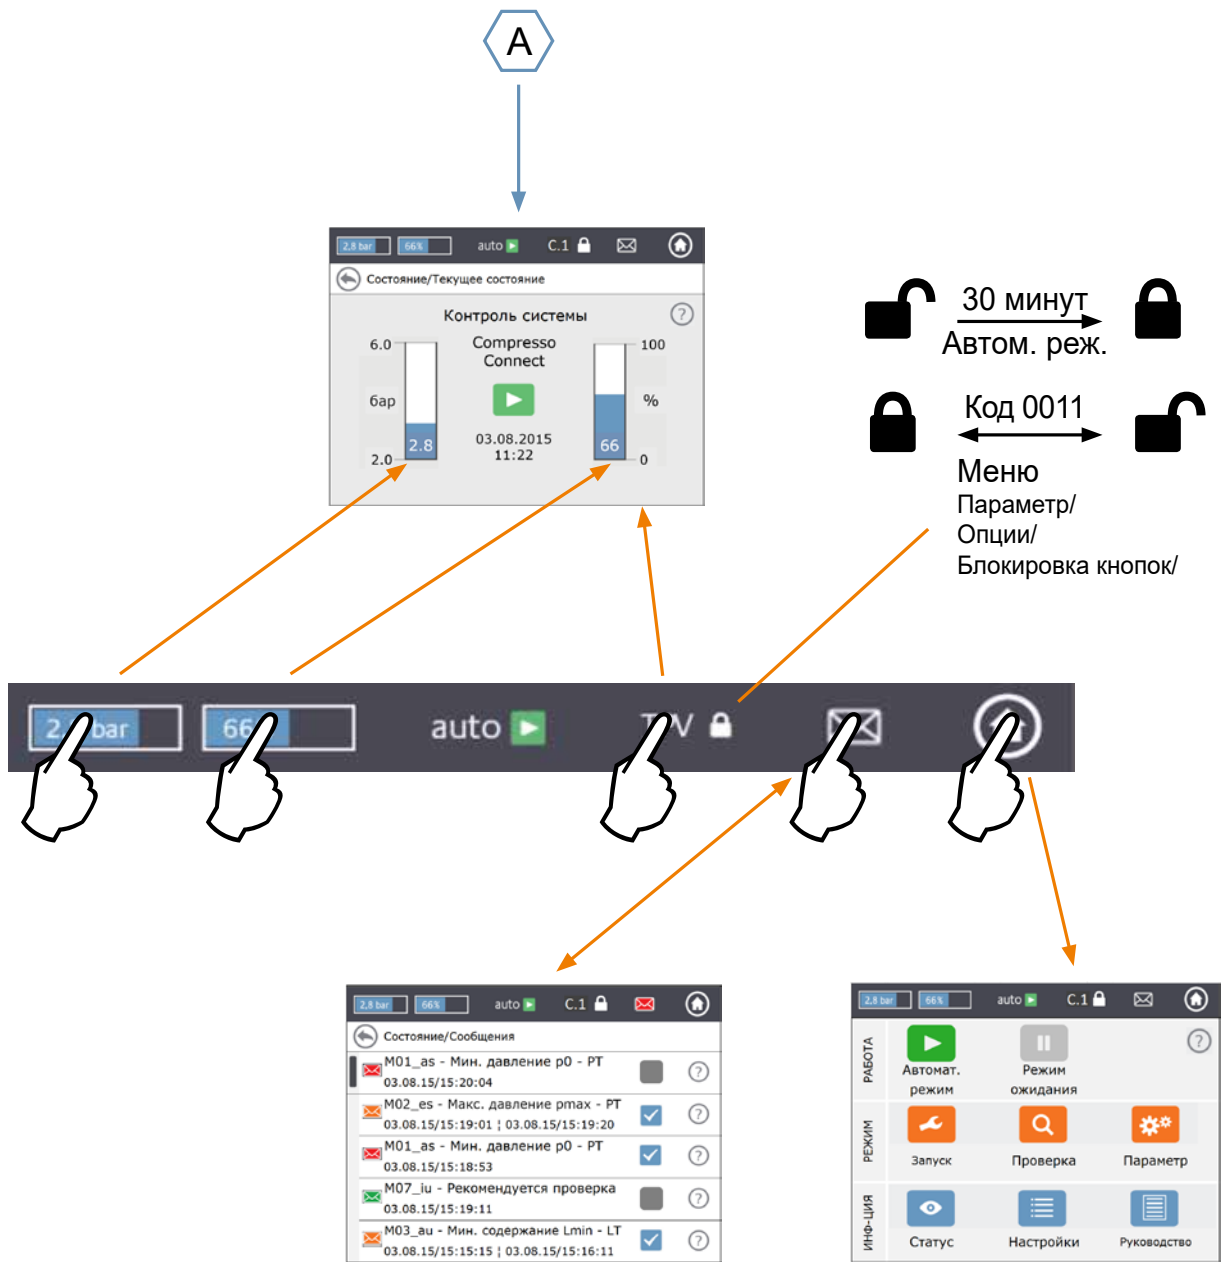 A
2,8 bar 66% auto C.1
Состояние/Текущее состояние
Контроль системы
?
6.0
Compresso
Connect
100
бар
%
2.8
03.08.2015
11:22
66
2.0
0
30 минут
Автом. реж.
Код 0011
Меню
Параметр/
Опции/
Блокировка кнопок/
bar 66 auto
2,8 bar 66% auto C.1
Состояние/Сообщения
M01_as - Мин. давление p0 - PT
03.08.15/15:20:04
?
M02_es - Макс. давление pmax - PT
03.08.15/15:19:01 ¦ 03.08.15/15:19:20
?
M01_as - Мин. давление p0 - PT
03.08.15/15:18:53
?
M07_iu - Рекомендуется проверка
03.08.15/15:19:11
?
M03_au - Мин. содержание Lmin - LT
03.08.15/15:15:15 ¦ 03.08.15/15:16:11
?
2,8 bar 66% auto C.1
РАБОТА
Автомат.
режим
Режим
ожидания
?
РЕЖИМ
Запуск Проверка Параметр
ИНФ-ЦИЯ
Статус Настройки Руководство